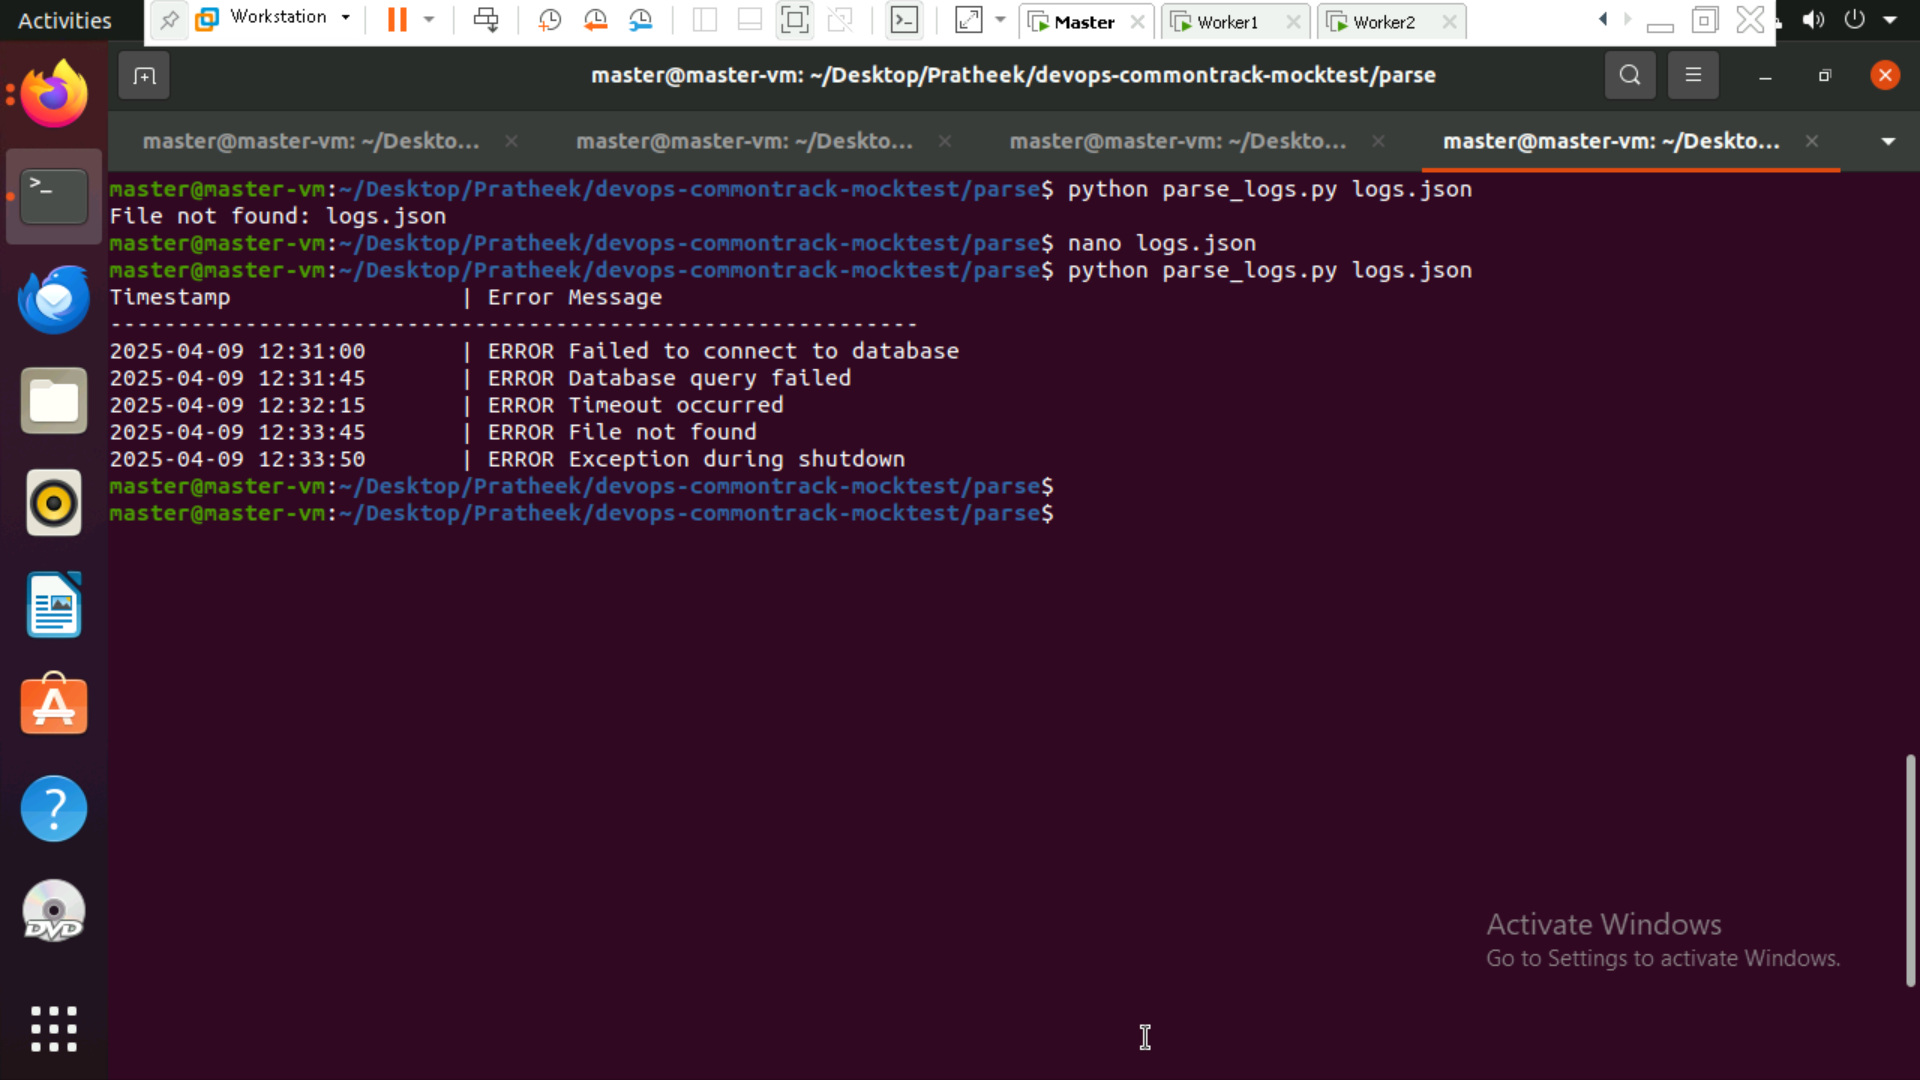 Activities
Workstation
Master
Worker1
Worker2
master@master-vm: ~/Desktop/Pratheek/devops-commontrack-mocktest/parse
master@master-vm: ~/Deskto...
master@master-vm: ~/Deskto...
master@master-vm: ~/Deskto...
master@master-vm: ~/Deskto...
master@master-vm:~/Desktop/Pratheek/devops-commontrack-mocktest/parse$ python parse_logs.py logs.json
File not found: logs.json
master@master-vm:~/Desktop/Pratheek/devops-commontrack-mocktest/parse$ nano logs.json
master@master-vm:~/Desktop/Pratheek/devops-commontrack-mocktest/parse$ python parse_logs.py logs.json
Timestamp | Error Message
------------------------------------------------------------
2025-04-09 12:31:00 | ERROR Failed to connect to database
2025-04-09 12:31:45 | ERROR Database query failed
2025-04-09 12:32:15 | ERROR Timeout occurred
2025-04-09 12:33:45 | ERROR File not found
2025-04-09 12:33:50 | ERROR Exception during shutdown
master@master-vm:~/Desktop/Pratheek/devops-commontrack-mocktest/parse$
master@master-vm:~/Desktop/Pratheek/devops-commontrack-mocktest/parse$
DVD
Activate Windows
Go to Settings to activate Windows.